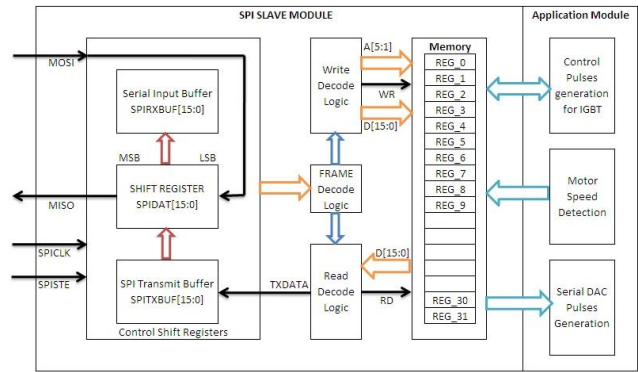 SPI SLAVE MODULE
Application Module
MOSI
MISO
SPICLK
SPISTE
Serial Input Buffer
SPIRXBUF[15:0]
MSB
LSB
SHIFT REGISTER
SPIDAT[15:0]
SPI Transmit Buffer
SPITXBUF[15:0]
Control Shift Registers
Write
Decode
Logic
FRAME
Decode
Logic
Read
Decode
Logic
TXDATA
A[5:1]
WR
D[15:0]
D[15:0]
RD
Memory
REG_0
REG_1
REG_2
REG_3
REG_4
REG_5
REG_6
REG_7
REG_8
REG_9
REG_30
REG_31
Control
Pulses
generation
for IGBT
Motor
Speed
Detection
Serial DAC
Pulses
Generation